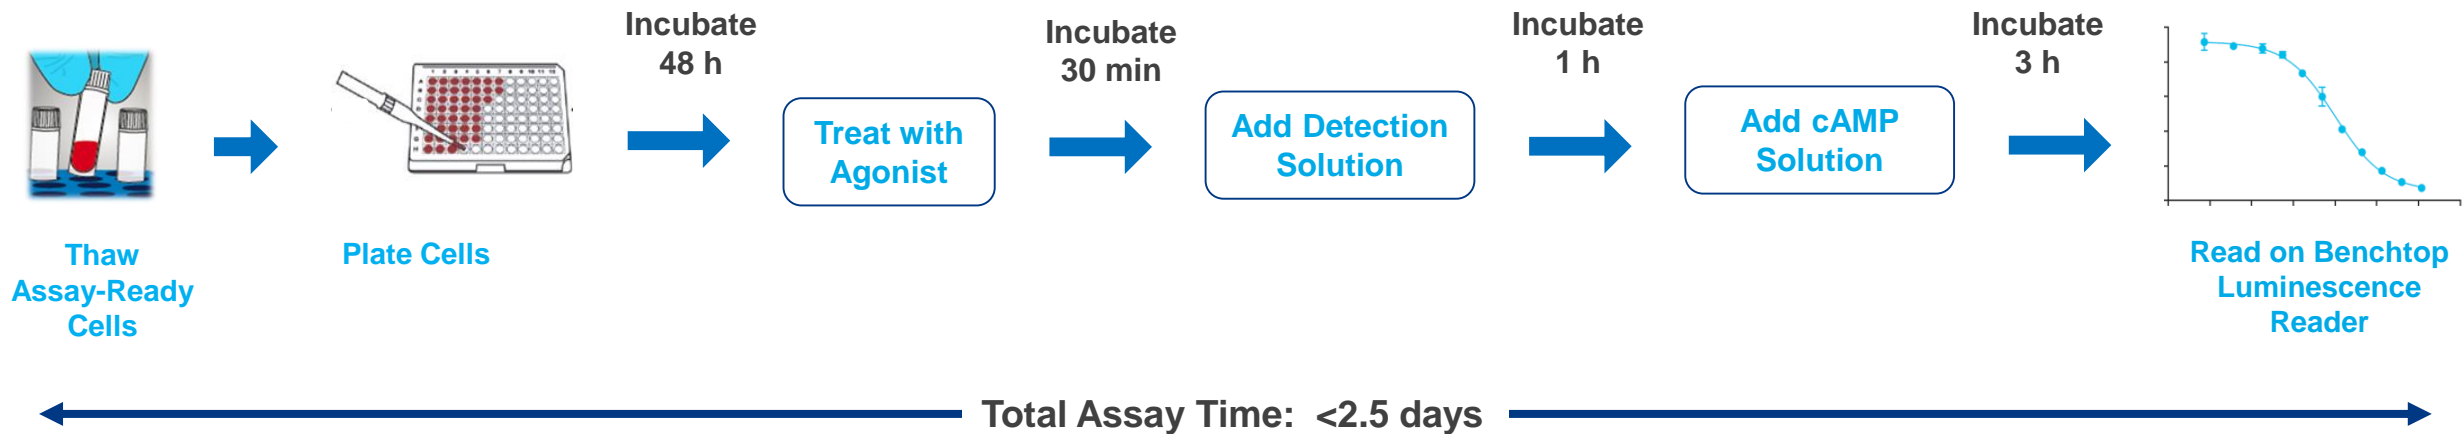 Thaw
Assay-Ready
Cells
Plate Cells
Incubate
48 h
Treat with
Agonist
Incubate
30 min
Add Detection
Solution
Incubate
1 h
Add cAMP
Solution
Incubate
3 h
Read on Benchtop
Luminescence
Reader
Total Assay Time: <2.5 days